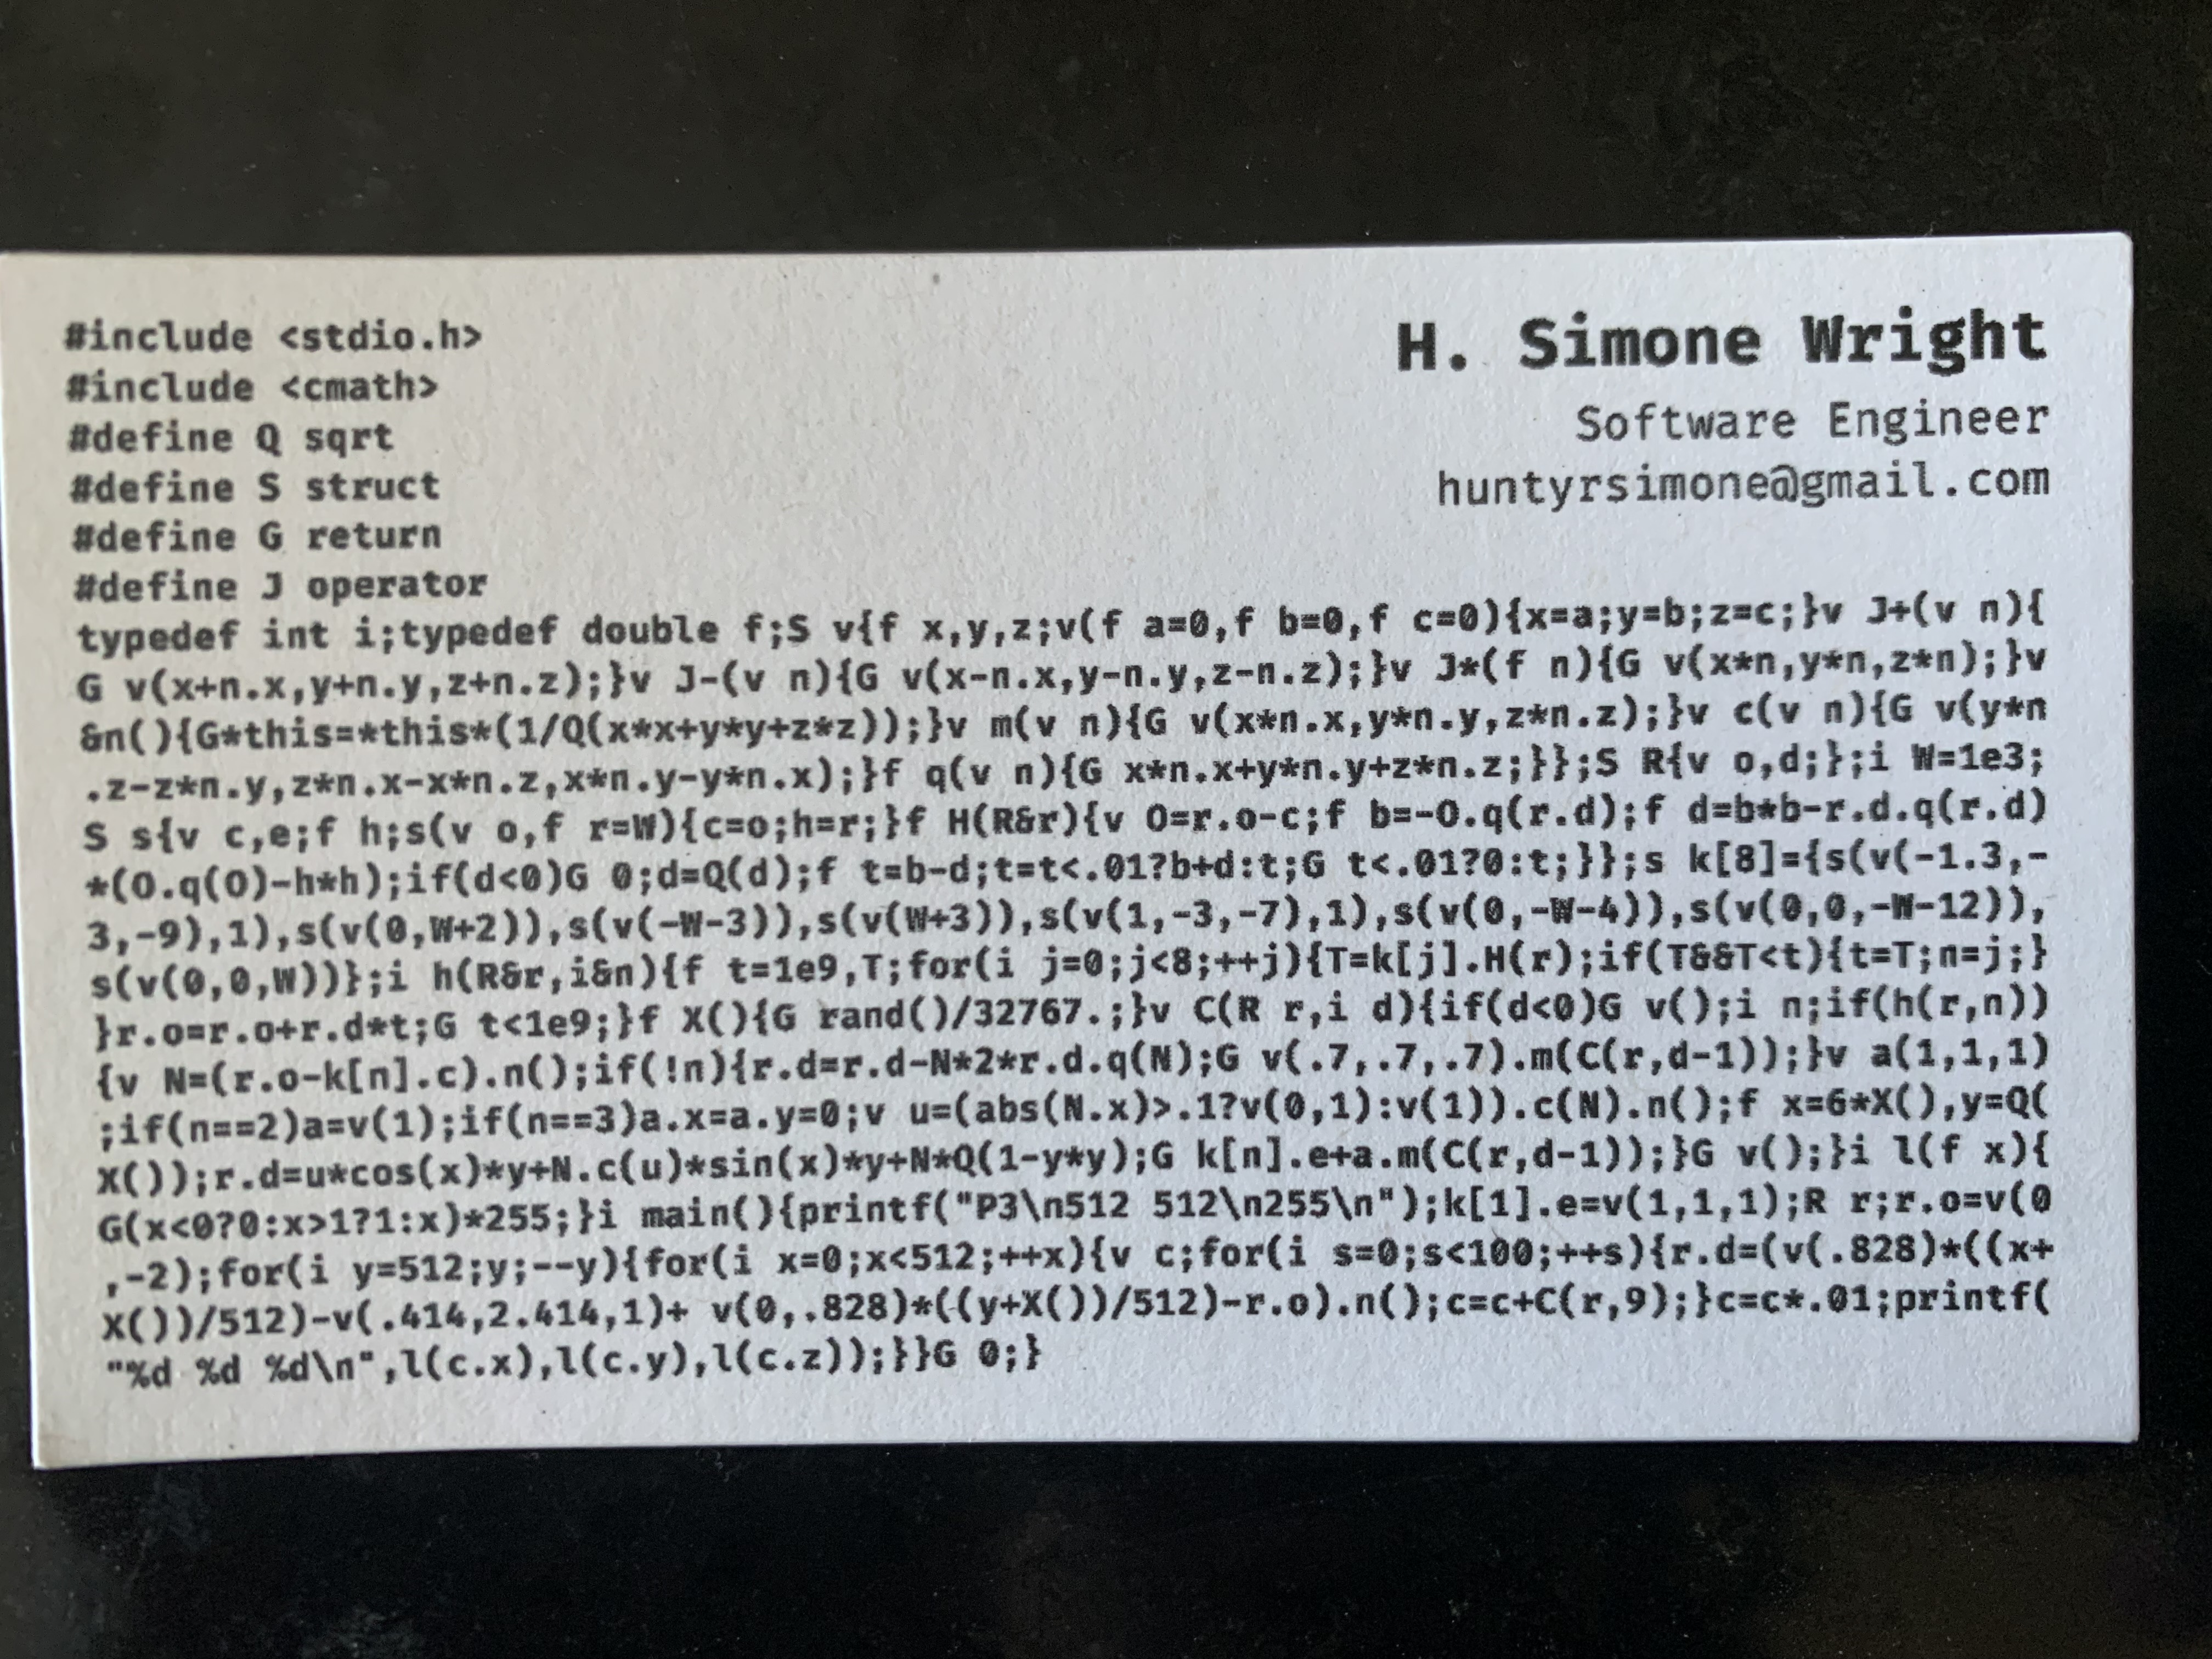 #include <stdio.h>
#include <cmath>
#define Q sqrt
#define S struct
#define G return
#define J operator
H. Simone Wright
Software Engineer
huntyrsimone@gmail.com
typedef int i;typedef double f;S v{f x,y,z;v(f a=0,f b=0,f c=0){x=a;y=b;z=c;}v J+(v n){
G v(x+n.x,y+n.y,z+n.z);}v J-(v n){G v(x-n.x,y-n.y,z-n.z);}v J*(f n){G v(x*n,y*n,z*n);}v
&n(){G*this=*this*(1/Q(x*x+y*y+z*z));}v m(v n){G v(x*n.x,y*n.y,z*n.z);}v c(v n){G v(y*n
.z-z*n.y,z*n.x-x*n.z,x*n.y-y*n.x);}f q(v n){G x*n.x+y*n.y+z*n.z;}};S R{v o,d;};i W=1e3;
S s{v c,e;f h;s(v o,f r=W){c=o;h=r;}f H(R&r){v O=r.o-c;f b=-O.q(r.d);f d=b*b-r.d.q(r.d)
*(O.q(O)-h*h);if(d<0)G 0;d=Q(d);f t=b-d;t=t<.01?b+d:t;G t<.01?0:t;}};s k[8]={s(v(-1.3,-
3,-9),1),s(v(0,W+2)),s(v(-W-3)),s(v(W+3)),s(v(1,-3,-7),1),s(v(0,-W-4)),s(v(0,0,-W-12)),
s(v(0,0,W))};i h(R&r,i&n){f t=1e9,T;for(i j=0;j<8;++j){T=k[j].H(r);if(T&&T<t){t=T;n=j;}
}r.o=r.o+r.d*t;G t<1e9;}f X(){G rand()/32767.;}v C(R r,i d){if(d<0)G v();i n;if(h(r,n))
{v N=(r.o-k[n].c).n();if(!n){r.d=r.d-N*2*r.d.q(N);G v(.7,.7,.7).m(C(r,d-1));}v a(1,1,1)
;if(n==2)a=v(1);if(n==3)a.x=a.y=0;v u=(abs(N.x)>.1?v(0,1):v(1)).c(N).n();f x=6*X(),y=Q(
X());r.d=u*cos(x)*y+N.c(u)*sin(x)*y+N*Q(1-y*y);G k[n].e+a.m(C(r,d-1));}G v();}i l(f x){
G(x<0?0:x>1?1:x)*255;}i main(){printf("P3\n512 512\n255\n");k[1].e=v(1,1,1);R r;r.o=v(0
,-2);for(i y=512;y;--y){for(i x=0;x<512;++x){v c;for(i s=0;s<100;++s){r.d=(v(.828)*((x+
X())/512)-v(.414,2.414,1)+ v(0,.828)*((y+X())/512)-r.o).n();c=c+C(r,9);}c=c*.01;printf(
"%d %d %d\n",l(c.x),l(c.y),l(c.z));}}G 0;}